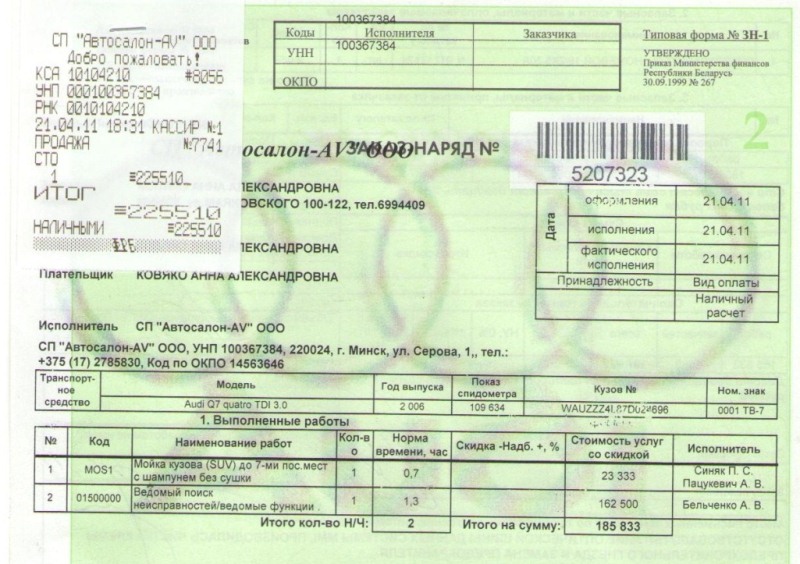 СП "Автосалон-AV" ООО
Добро пожаловать!
КСА 10104210 #8056
УНП 000100367384
РНК 0010104210
21.04.11 18:31 КАССИР №1
ПРОДАЖА №7741
СТО
1 ≡225510
ИТОГ
≡225510
НАЛИЧНЫМИ ≡225510
в
100367384
Коды Исполнителя Заказчика
УНН 100367384
ОКПО
Типовая форма № ЗН-1
УТВЕРЖДЕНО
Приказ Министерства финансов
Республики Беларусь
30.09.1999 № 267
2
осалон-AV" ООО
ЗАКАЗ-НАРЯД №
5207323
ЛЕКСАНДРОВНА
ОВСКОГО 100-122, тел.6994409
ЛЕКСАНДРОВНА
Плательщик КОВЯКО АННА АЛЕКСАНДРОВНА
Дата
оформления 21.04.11
исполнения 21.04.11
фактического исполнения 21.04.11
Принадлежность Вид оплаты
Наличный расчет
Исполнитель СП "Автосалон-AV" ООО
СП "Автосалон-AV" ООО, УНП 100367384, 220024, г. Минск, ул. Серова, 1,, тел.:
+375 (17) 2785830, Код по ОКПО 14563646
Транспорт-ное средство Модель Год выпуска Показ спидометра Кузов № Ном. знак
Audi Q7 quatro TDI 3.0 2 006 109 634 0001 ТВ-7
1. Выполненные работы
№ Код Наименование работ Кол-во Норма времени, час Скидка -Надб. +, % Стоимость услуг со скидкой Исполнитель
1 MOS1 Мойка кузова (SUV) до 7-ми пос.мест с шампунем без сушки 1 0,7 23 333 Синяк П. С. Пацукевич А. В.
2 01500000 Ведомый поиск неисправностей/ведомые функции . 1 1,3 162 500 Бельченко А. В.
Итого кол-во Н/Ч: 2 Итого на сумму: 185 833